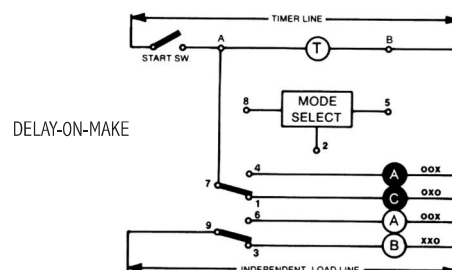 TIMER LINE
A
T
B
START SW.
8
MODE
SELECT
5
2
DELAY-ON-MAKE
4
A
OOX
7
1
C
OXO
6
A
OOX
9
3
B
XXO
INDEPENDENT LOAD LINE